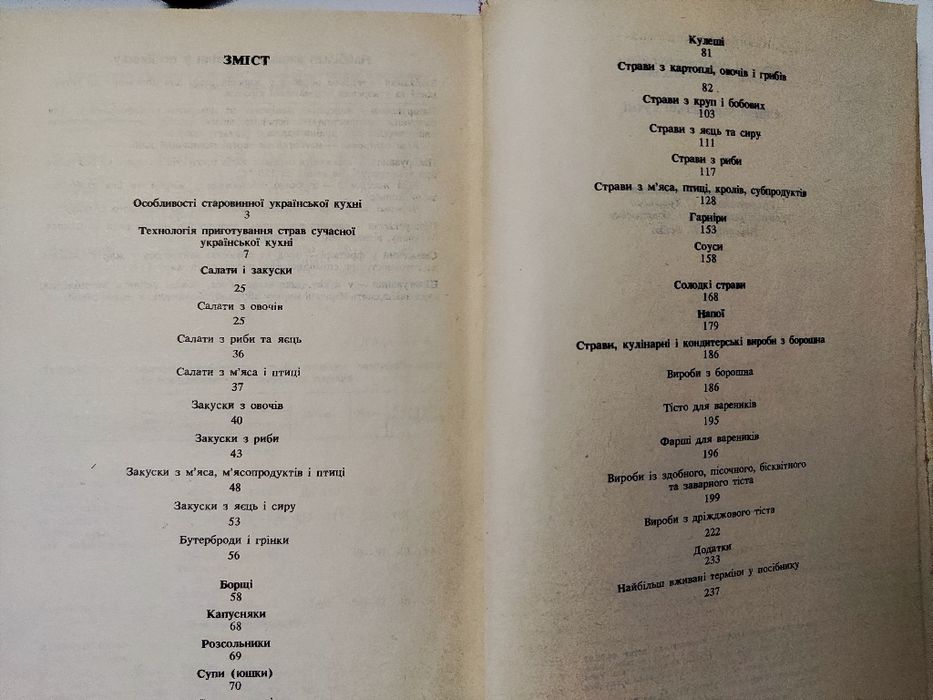 ЗМІСТ
Особливості старовинної української кухні
3
Технологія приготування страв сучасної
української кухні
7
Салати і закуски
25
Салати з овочів
25
Салати з риби та яєць
36
Салати з м'яса і птиці
37
Закуски з овочів
40
Закуски з риби
43
Закуски з м'яса, м'ясопродуктів і птиці
48
Закуски з яєць і сиру
53
Бутерброди і грінки
56
Борщі
58
Капусняки
68
Розсольники
69
Супи (юшки)
70
Кулеші
81
Страви з картоплі, овочів і грибів
82
Страви з круп і бобових
103
Страви з яєць та сиру
111
Страви з риби
117
Страви з м'яса, птиці, кролів, субпродуктів
128
Гарніри
153
Соуси
158
Солодкі страви
168
Напої
179
Страви, кулінарні і кондитерські вироби з борошна
186
Вироби з борошна
186
Тісто для вареників
195
Фарші для вареників
196
Вироби із здобного, пісочного, бісквітного
та заварного тіста
199
Вироби з дріжджового тіста
222
Додатки
233
Найбільш вживані терміни у посібнику
237